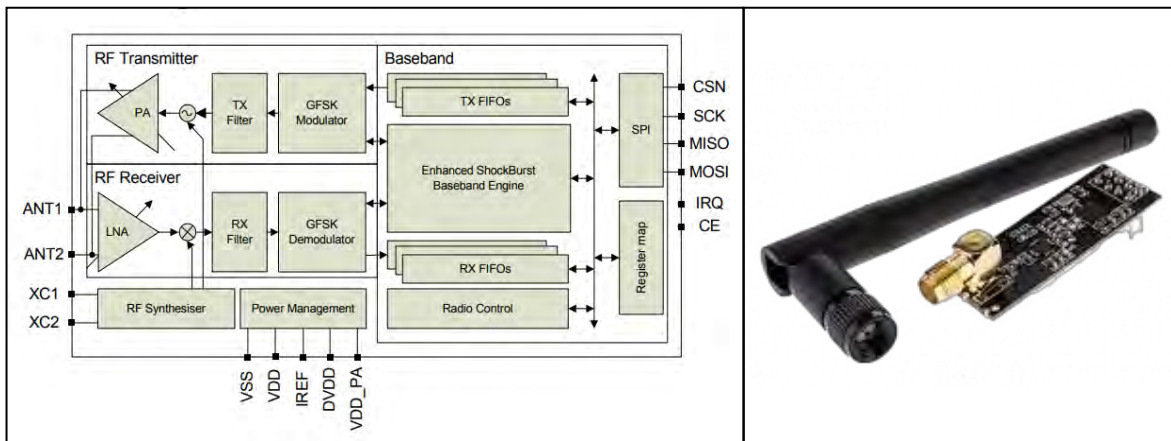 RF Transmitter
Baseband
PA
TX
Filter
GFSK
Modulator
TX FIFOs
SPI
CSN
SCK
MISO
MOSI
IRQ
CE
Enhanced ShockBurst
Baseband Engine
RF Receiver
ANT1
ANT2
LNA
RX
Filter
GFSK
Demodulator
RX FIFOs
Register map
XC1
XC2
RF Synthesiser
Power Management
Radio Control
VSS
VDD
IREF
DVDD
VDD_PA